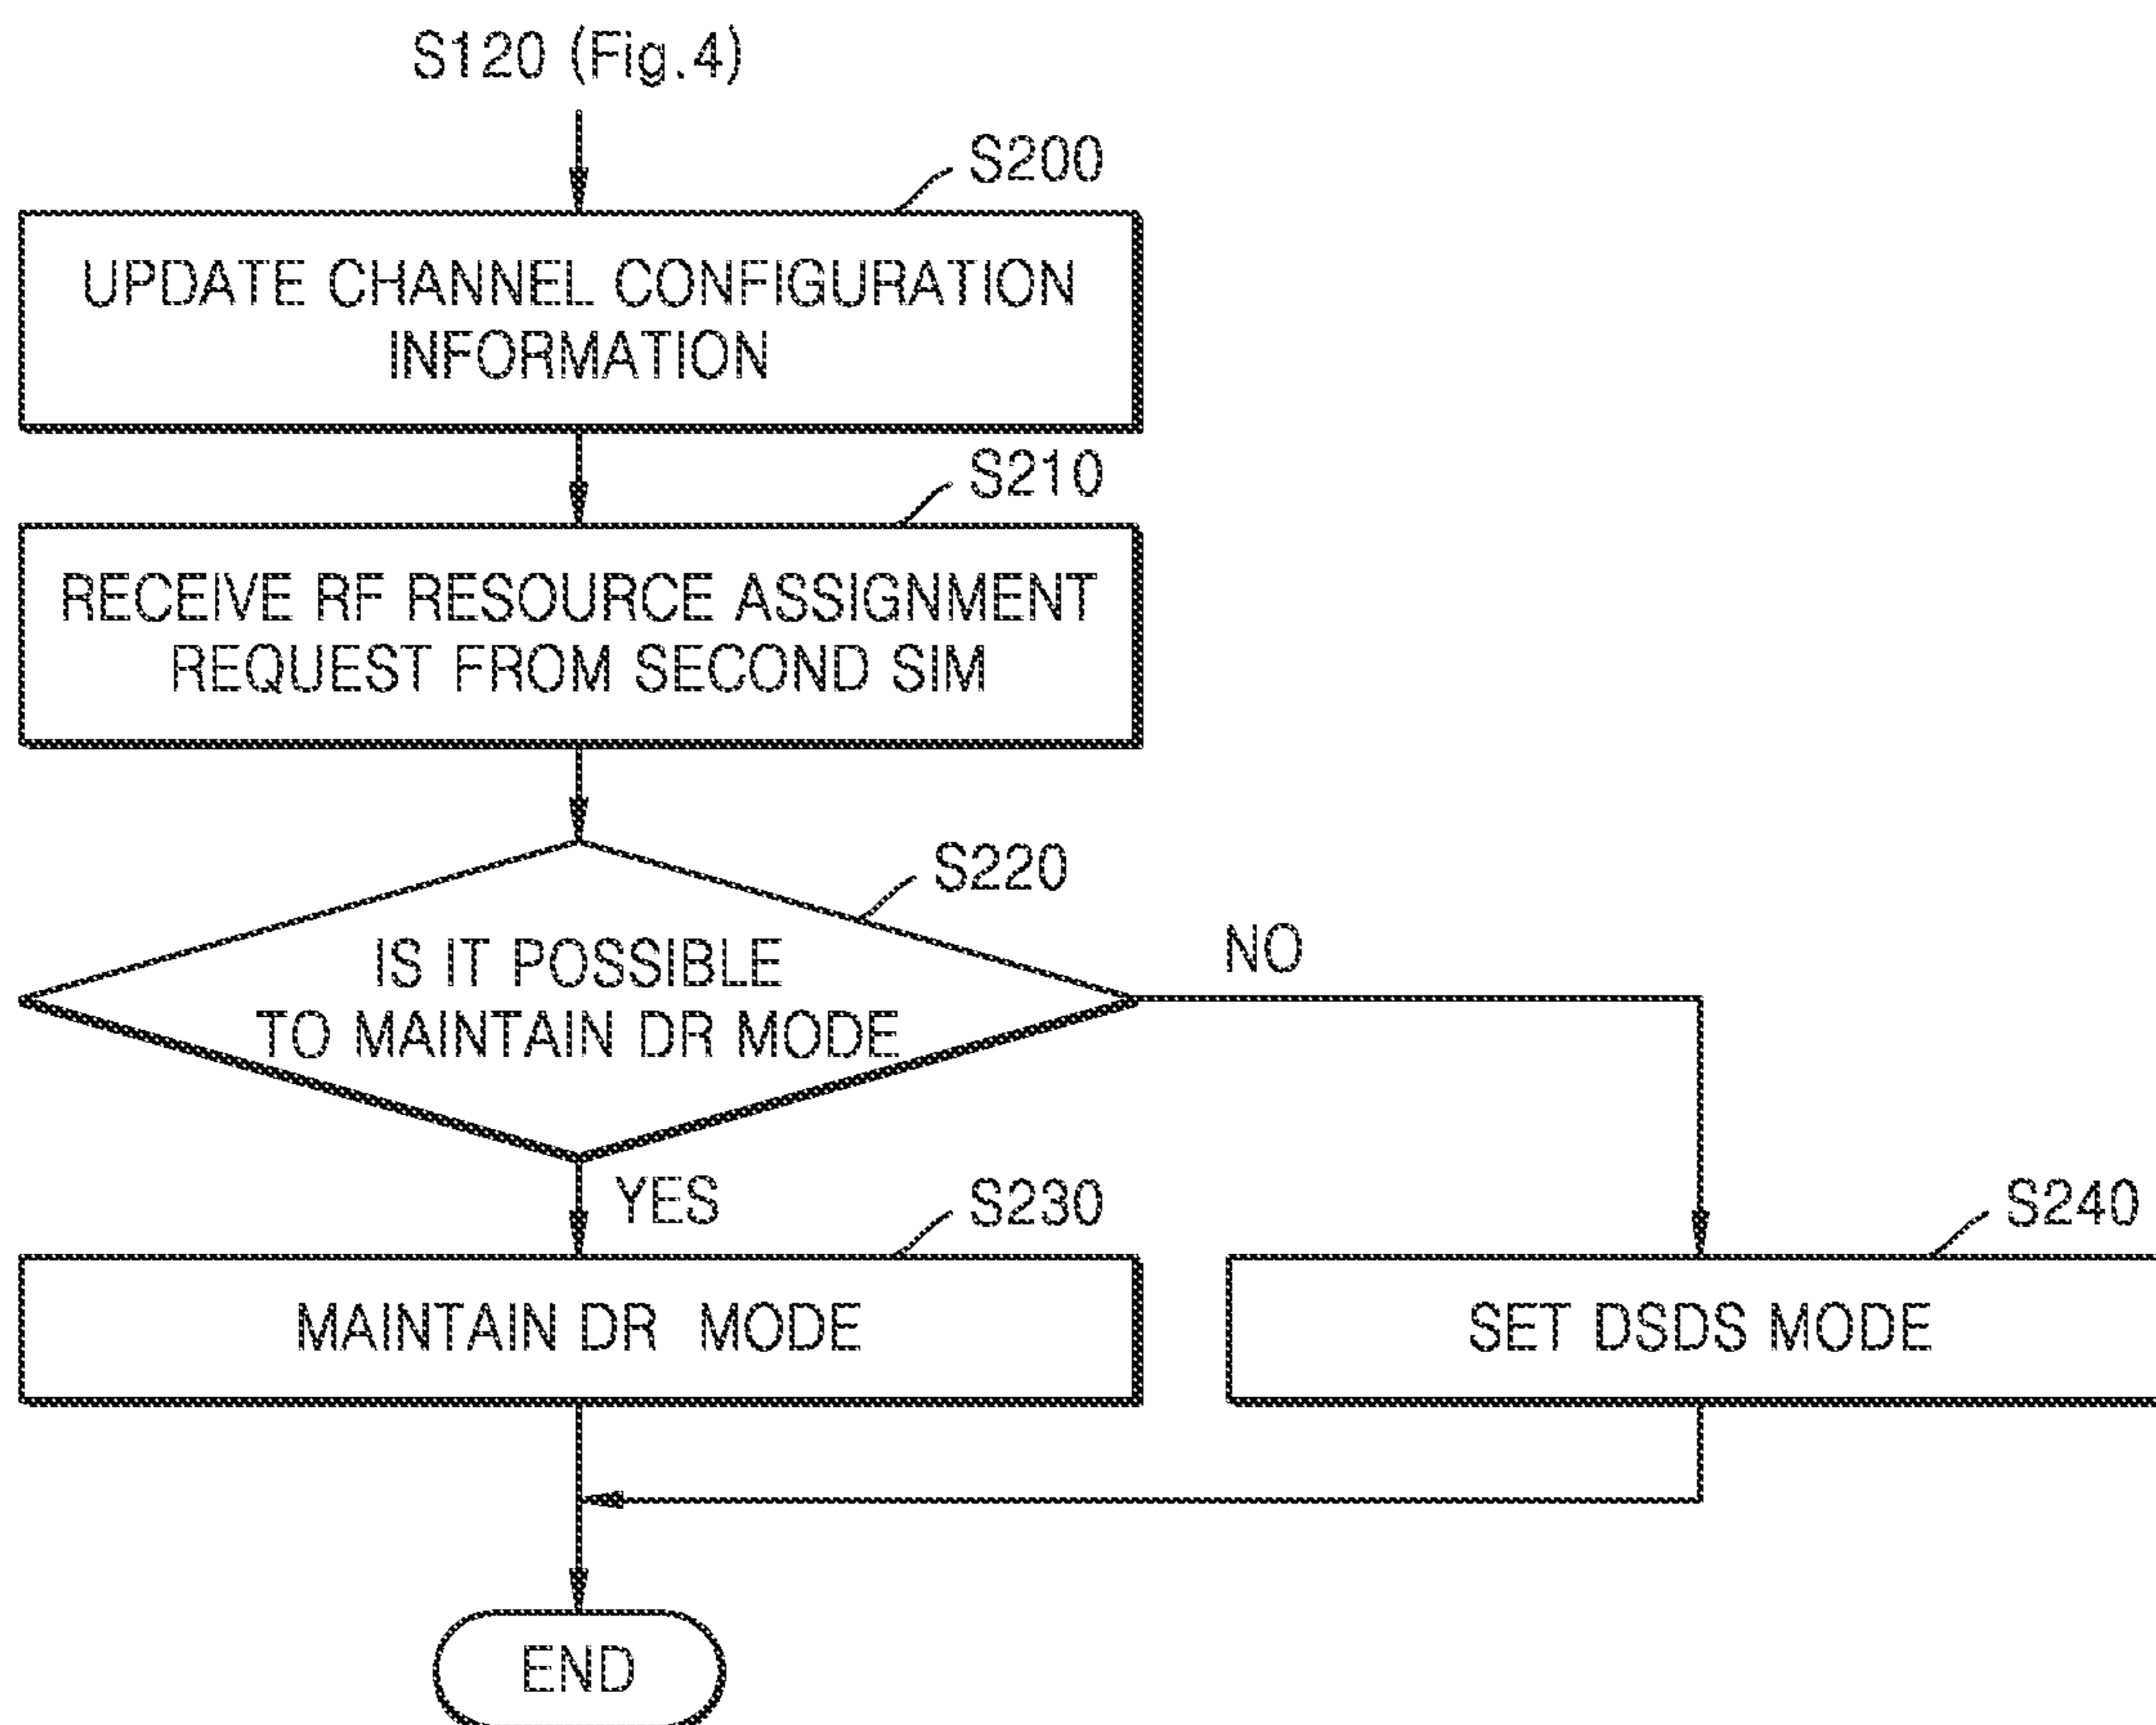 S120 (Fig.4)
S200
UPDATE CHANNEL CONFIGURATION
INFORMATION
S210
RECEIVE RF RESOURCE ASSIGNMENT
REQUEST FROM SECOND SIM
S220
IS IT POSSIBLE
TO MAINTAIN DR MODE
NO
YES
S230
MAINTAIN DR MODE
S240
SET DSDS MODE
END